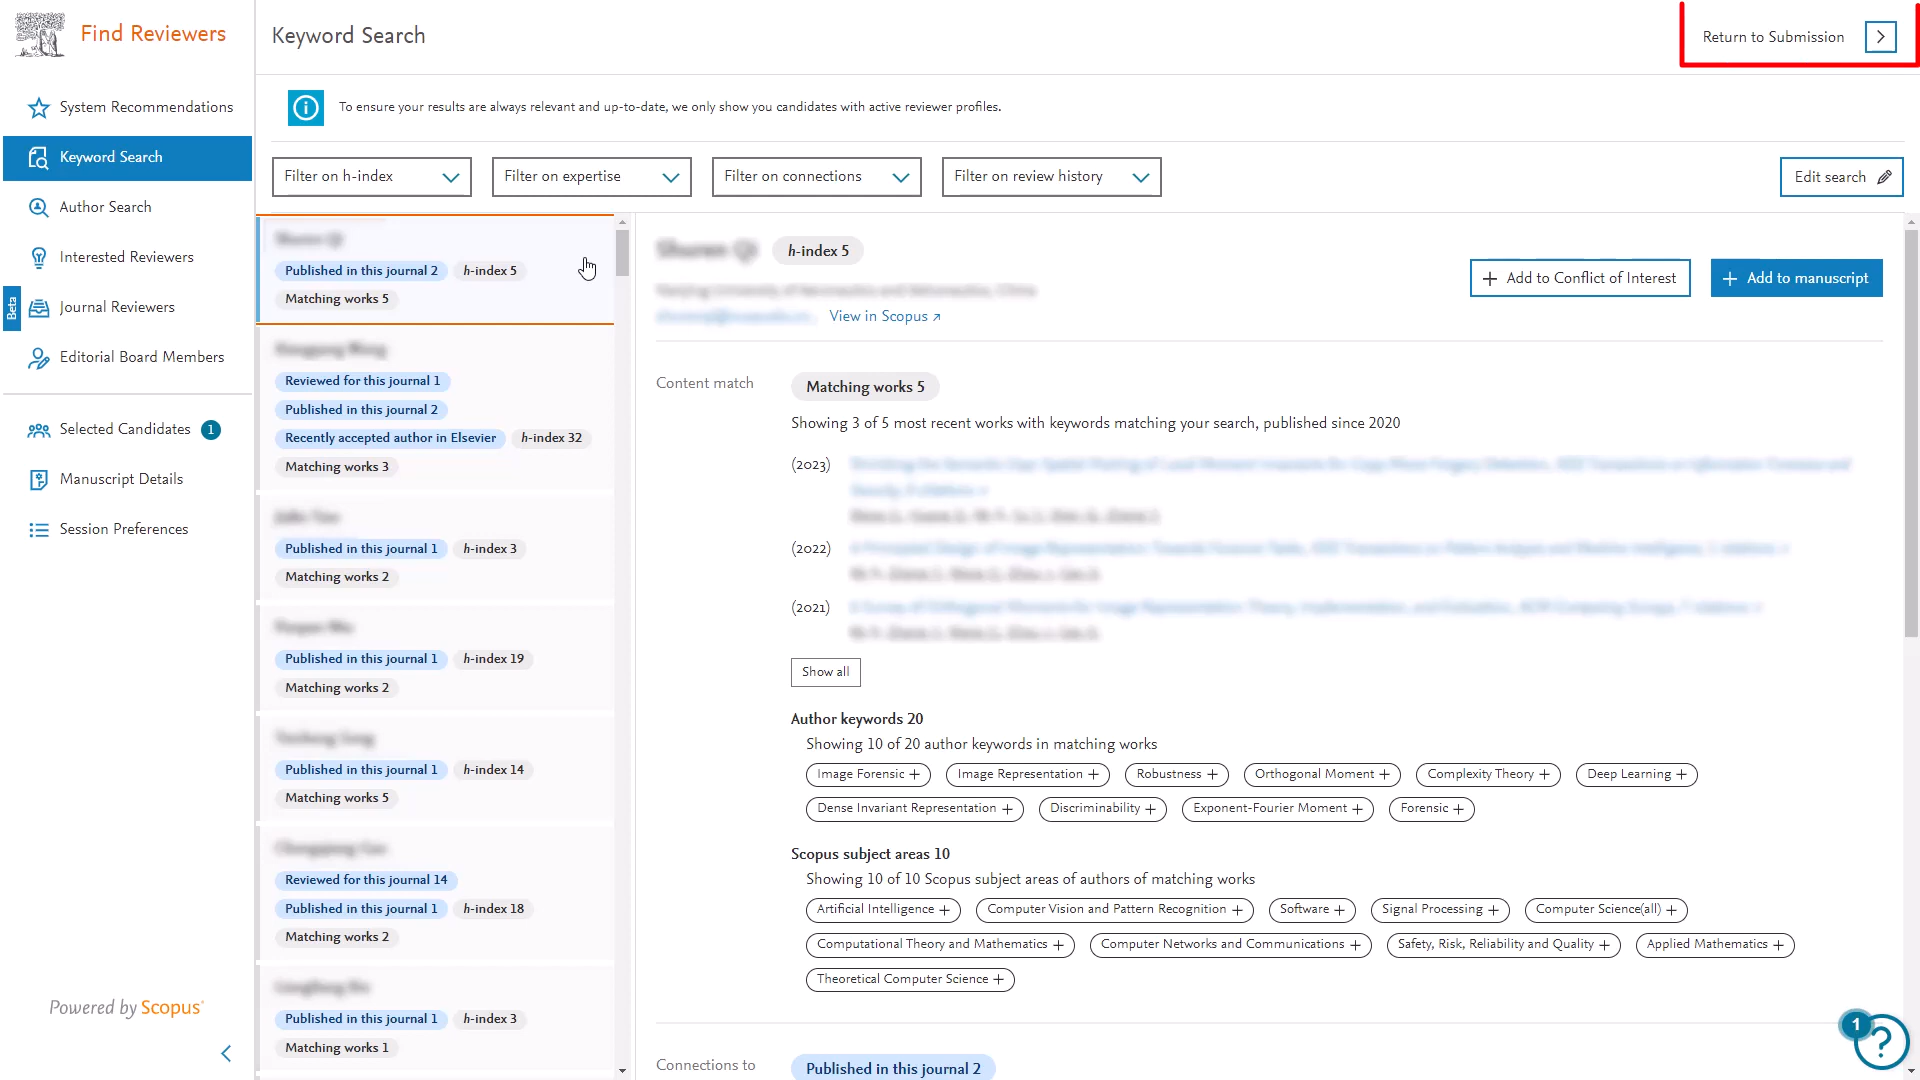 Find Reviewers
System Recommendations
Keyword Search
Author Search
Interested Reviewers
Beta
Journal Reviewers
Editorial Board Members
Selected Candidates 1
Manuscript Details
Session Preferences
Powered by Scopus®
Keyword Search
Return to Submission
To ensure your results are always relevant and up-to-date, we only show you candidates with active reviewer profiles.
Filter on h-index
Filter on expertise
Filter on connections
Filter on review history
Edit search
Published in this journal 2 h-index 5
Matching works 5
Reviewed for this journal 1
Published in this journal 2
Recently accepted author in Elsevier h-index 32
Matching works 3
Published in this journal 1 h-index 3
Matching works 2
Published in this journal 1 h-index 19
Matching works 2
Published in this journal 1 h-index 14
Matching works 5
Reviewed for this journal 14
Published in this journal 1 h-index 18
Matching works 2
Published in this journal 1 h-index 3
Matching works 1
h-index 5
View in Scopus ↗
+ Add to Conflict of Interest
+ Add to manuscript
Content match
Matching works 5
Showing 3 of 5 most recent works with keywords matching your search, published since 2020
(2023)
(2022)
(2021)
Show all
Author keywords 20
Showing 10 of 20 author keywords in matching works
Image Forensic + Image Representation + Robustness + Orthogonal Moment + Complexity Theory + Deep Learning +
Dense Invariant Representation + Discriminability + Exponent-Fourier Moment + Forensic +
Scopus subject areas 10
Showing 10 of 10 Scopus subject areas of authors of matching works
Artificial Intelligence + Computer Vision and Pattern Recognition + Software + Signal Processing + Computer Science(all) +
Computational Theory and Mathematics + Computer Networks and Communications + Safety, Risk, Reliability and Quality + Applied Mathematics +
Theoretical Computer Science +
Connections to
Published in this journal 2
1
?